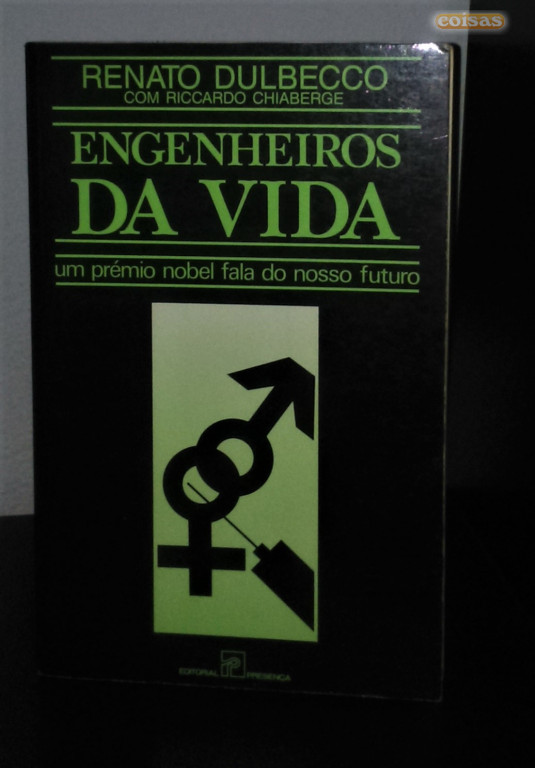 coisas
RENATO DULBECCO
COM RICCARDO CHIABERGE
ENGENHEIROS
DA VIDA
um prémio nobel fala do nosso futuro
EDITORIAL PRESENÇA